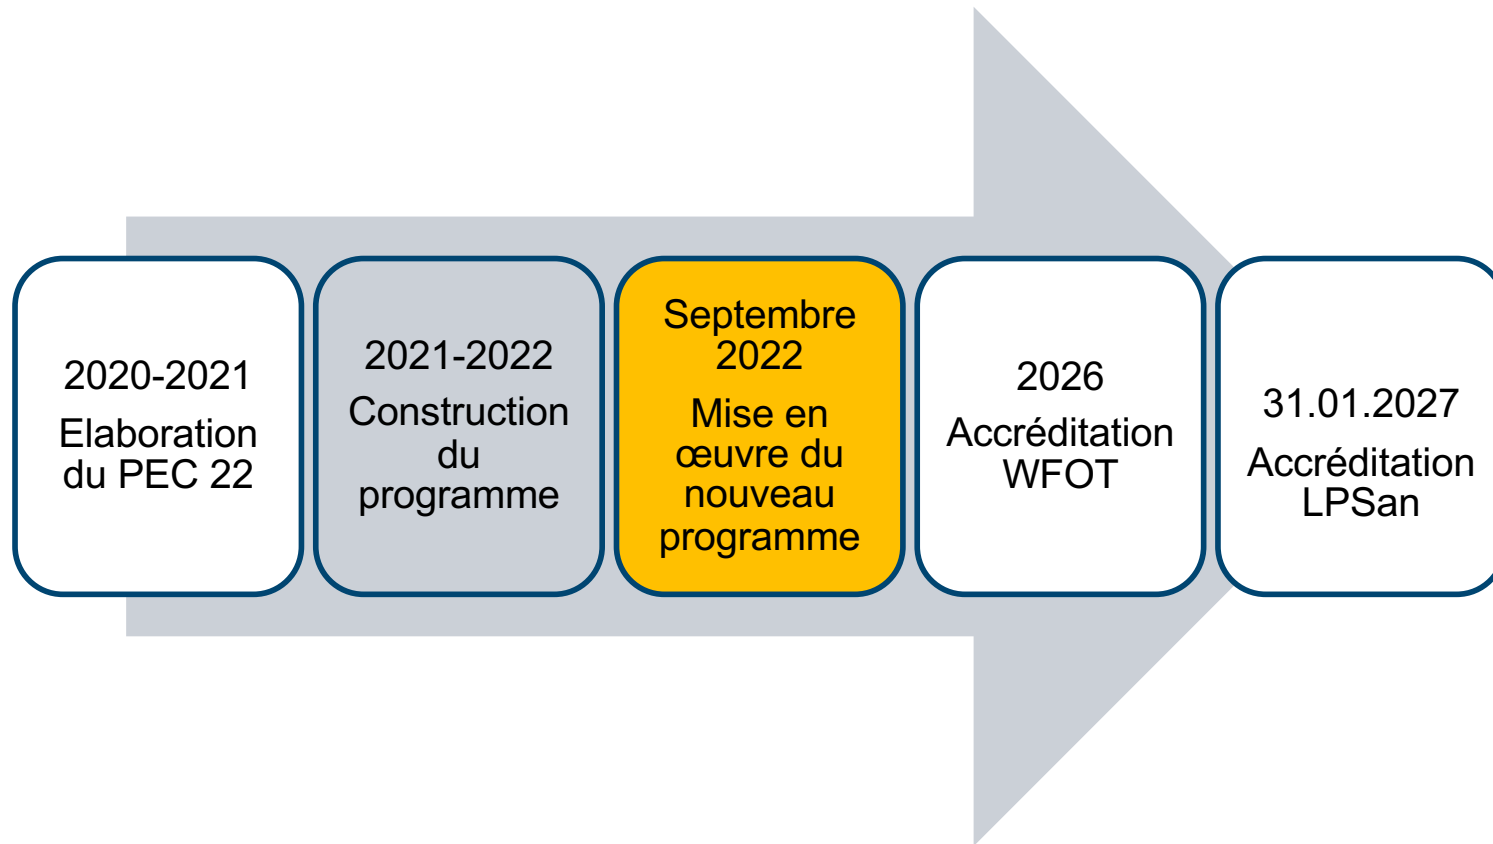 2020-2021
Elaboration
du PEC 22
2021-2022
Construction
du
programme
Septembre
2022
Mise en
œuvre du
nouveau
programme
2026
Accréditation
WFOT
31.01.2027
Accréditation
LPSan